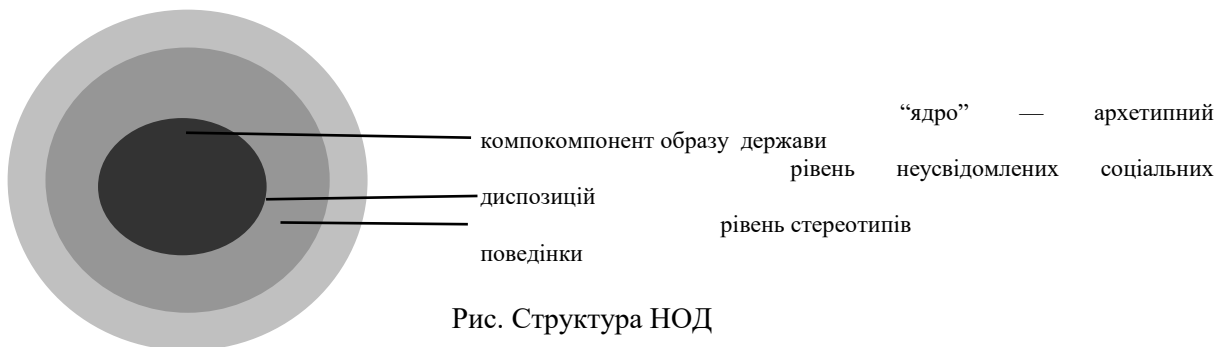 “ядро” — архетипний
компокомпонент образу держави
рівень неусвідомлених соціальних
диспозицій
рівень стереотипів
поведінки
Рис. Структура НОД